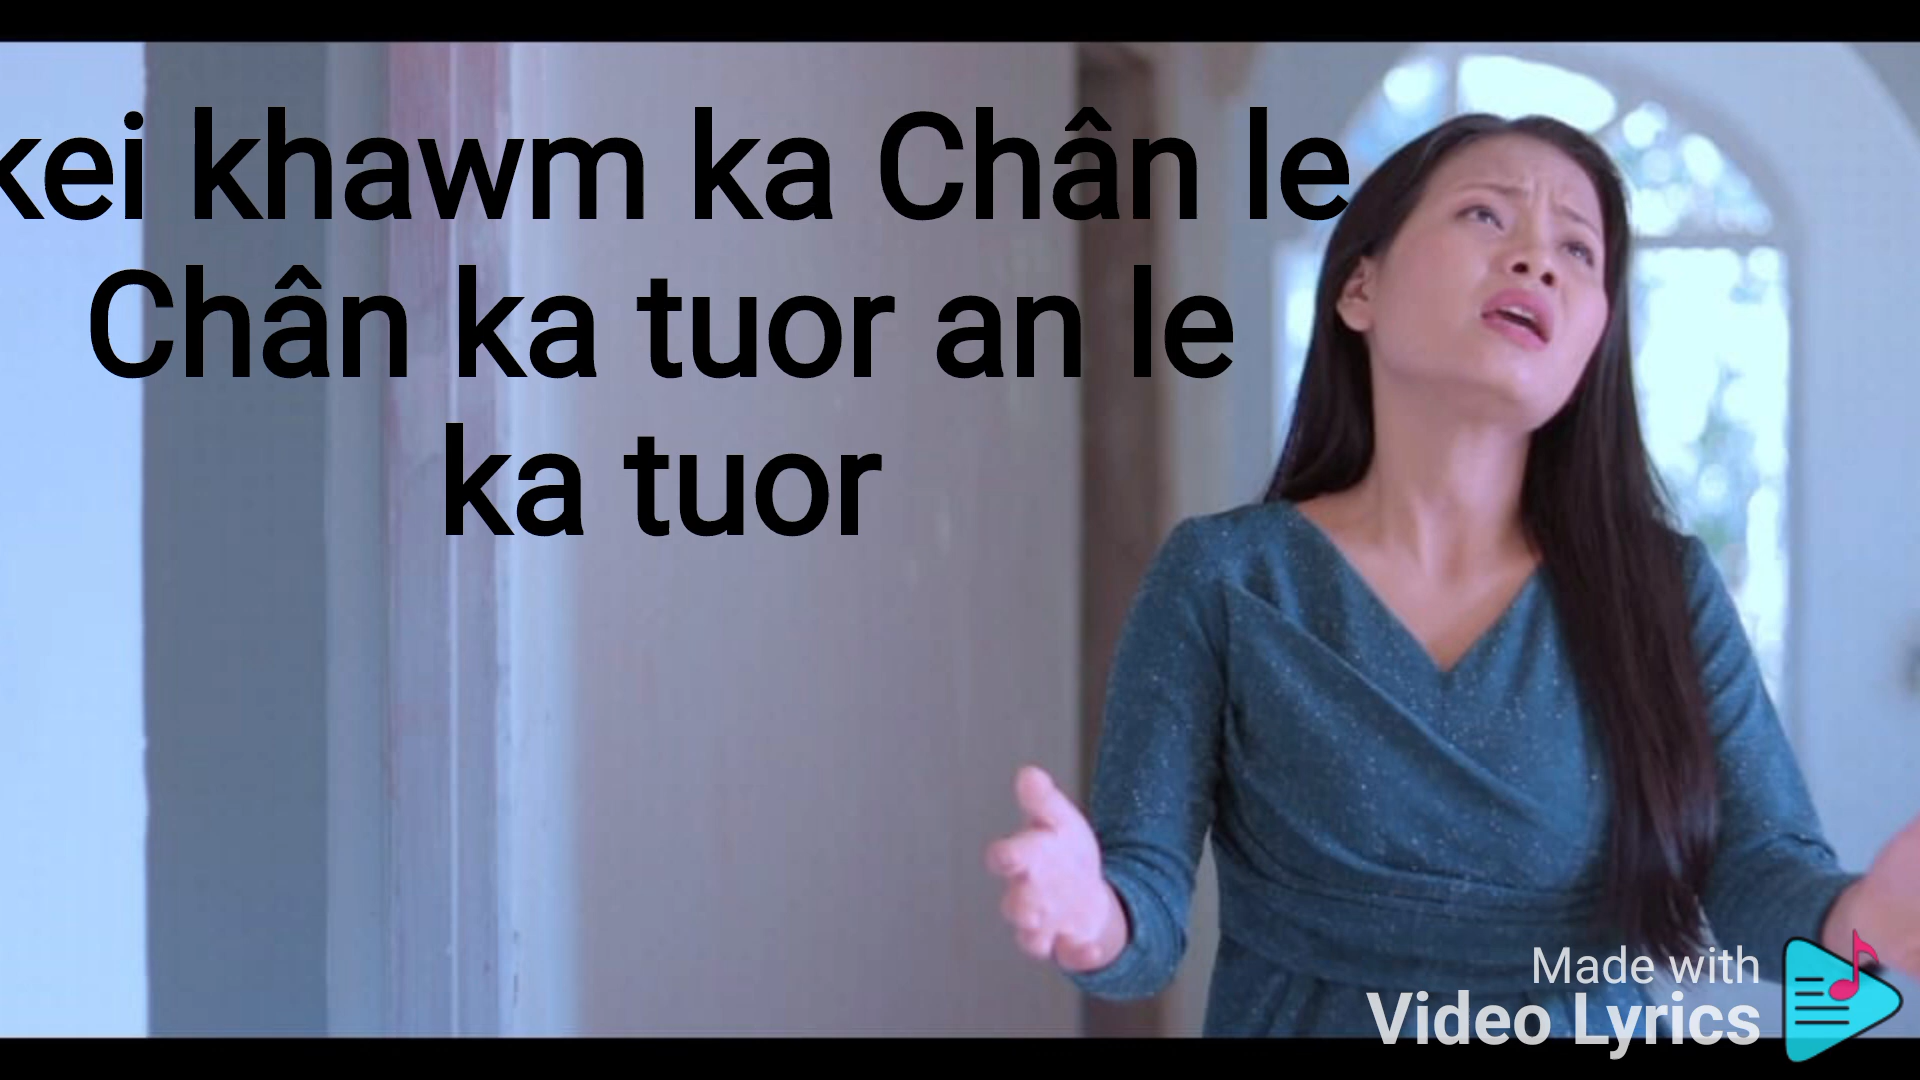 kei khawm ka Chân le
Chân ka tuor an le
ka tuor
Made with
Video Lyrics